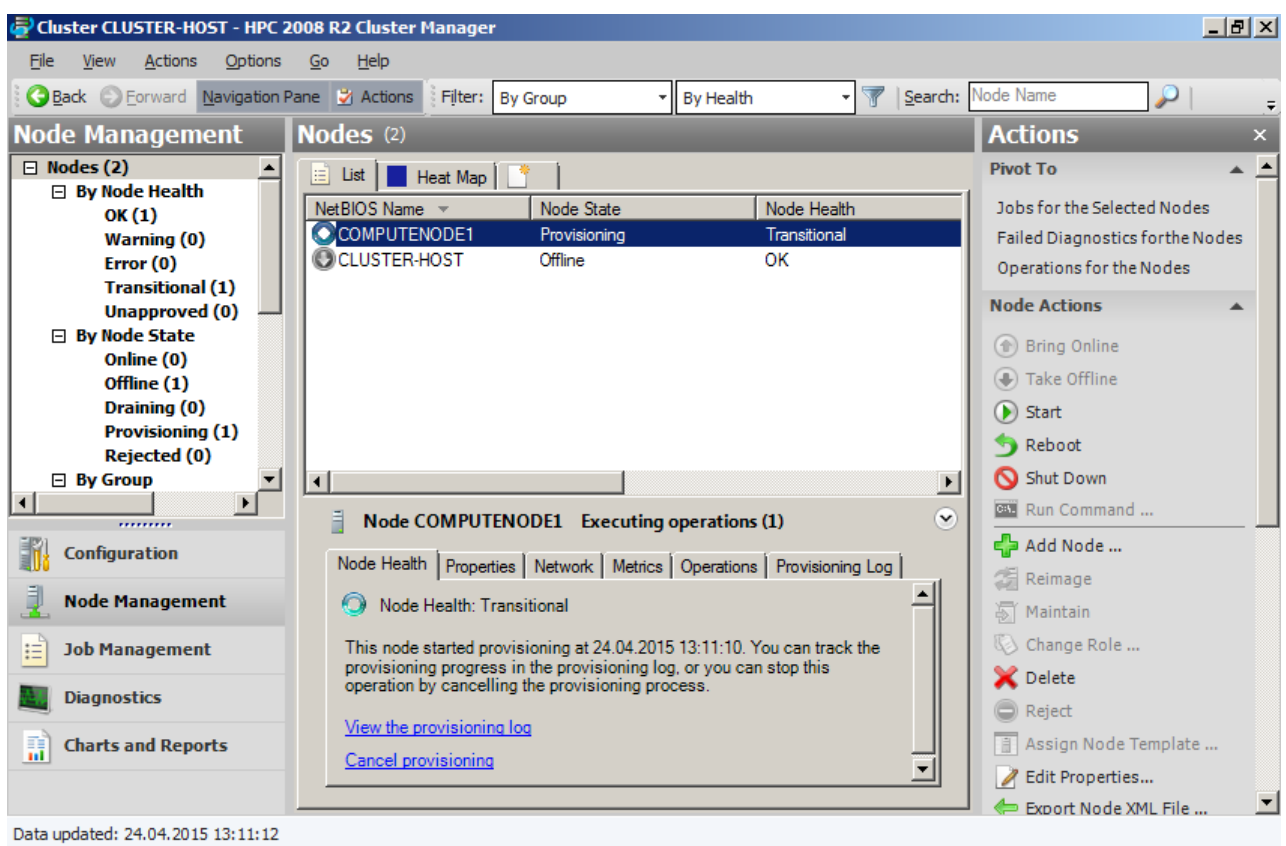 Cluster CLUSTER-HOST - HPC 2008 R2 Cluster Manager
File View Actions Options Go Help
Back Forward Navigation Pane Actions Filter: By Group By Health Search: Node Name
Node Management
Nodes (2)
By Node Health
OK (1)
Warning (0)
Error (0)
Transitional (1)
Unapproved (0)
By Node State
Online (0)
Offline (1)
Draining (0)
Provisioning (1)
Rejected (0)
By Group
Configuration
Node Management
Job Management
Diagnostics
Charts and Reports
Nodes (2)
List Heat Map
NetBIOS Name Node State Node Health
COMPUTENODE1 Provisioning Transitional
CLUSTER-HOST Offline OK
Node COMPUTENODE1 Executing operations (1)
Node Health Properties Network Metrics Operations Provisioning Log
Node Health: Transitional
This node started provisioning at 24.04.2015 13:11:10. You can track the
provisioning progress in the provisioning log, or you can stop this
operation by cancelling the provisioning process.
View the provisioning log
Cancel provisioning
Actions
Pivot To
Jobs for the Selected Nodes
Failed Diagnostics forthe Nodes
Operations for the Nodes
Node Actions
Bring Online
Take Offline
Start
Reboot
Shut Down
Run Command ...
Add Node ...
Reimage
Maintain
Change Role ...
Delete
Reject
Assign Node Template ...
Edit Properties...
Export Node XML File ...
Data updated: 24.04.2015 13:11:12